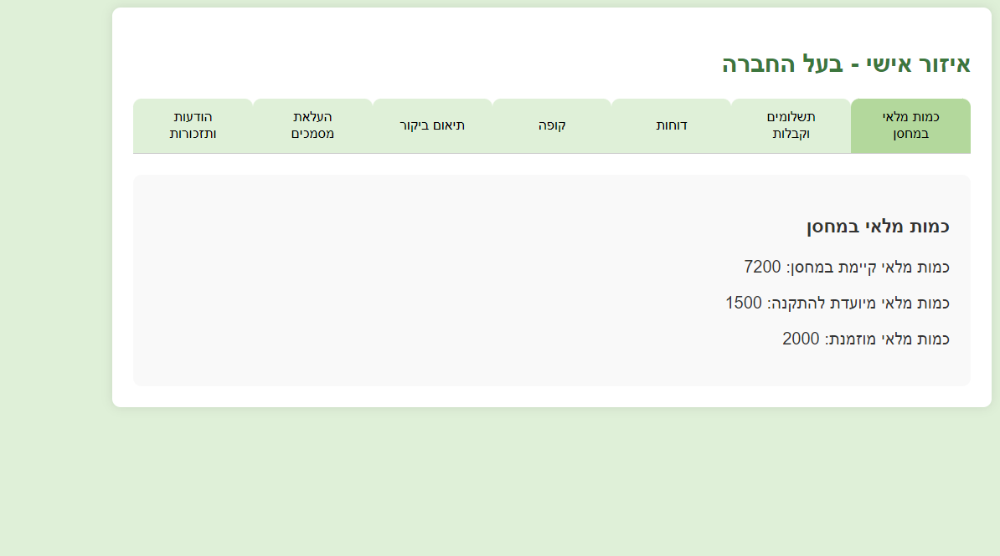 איזור אישי - בעל החברה
כמות מלאי
במחסן
תשלומים
וקבלות
דוחות
קופה
תיאום ביקור
העלאת
מסמכים
הודעות
ותזכורות
כמות מלאי במחסן
כמות מלאי קיימת במחסן: 7200
כמות מלאי מיועדת להתקנה: 1500
כמות מלאי מוזמנת: 2000